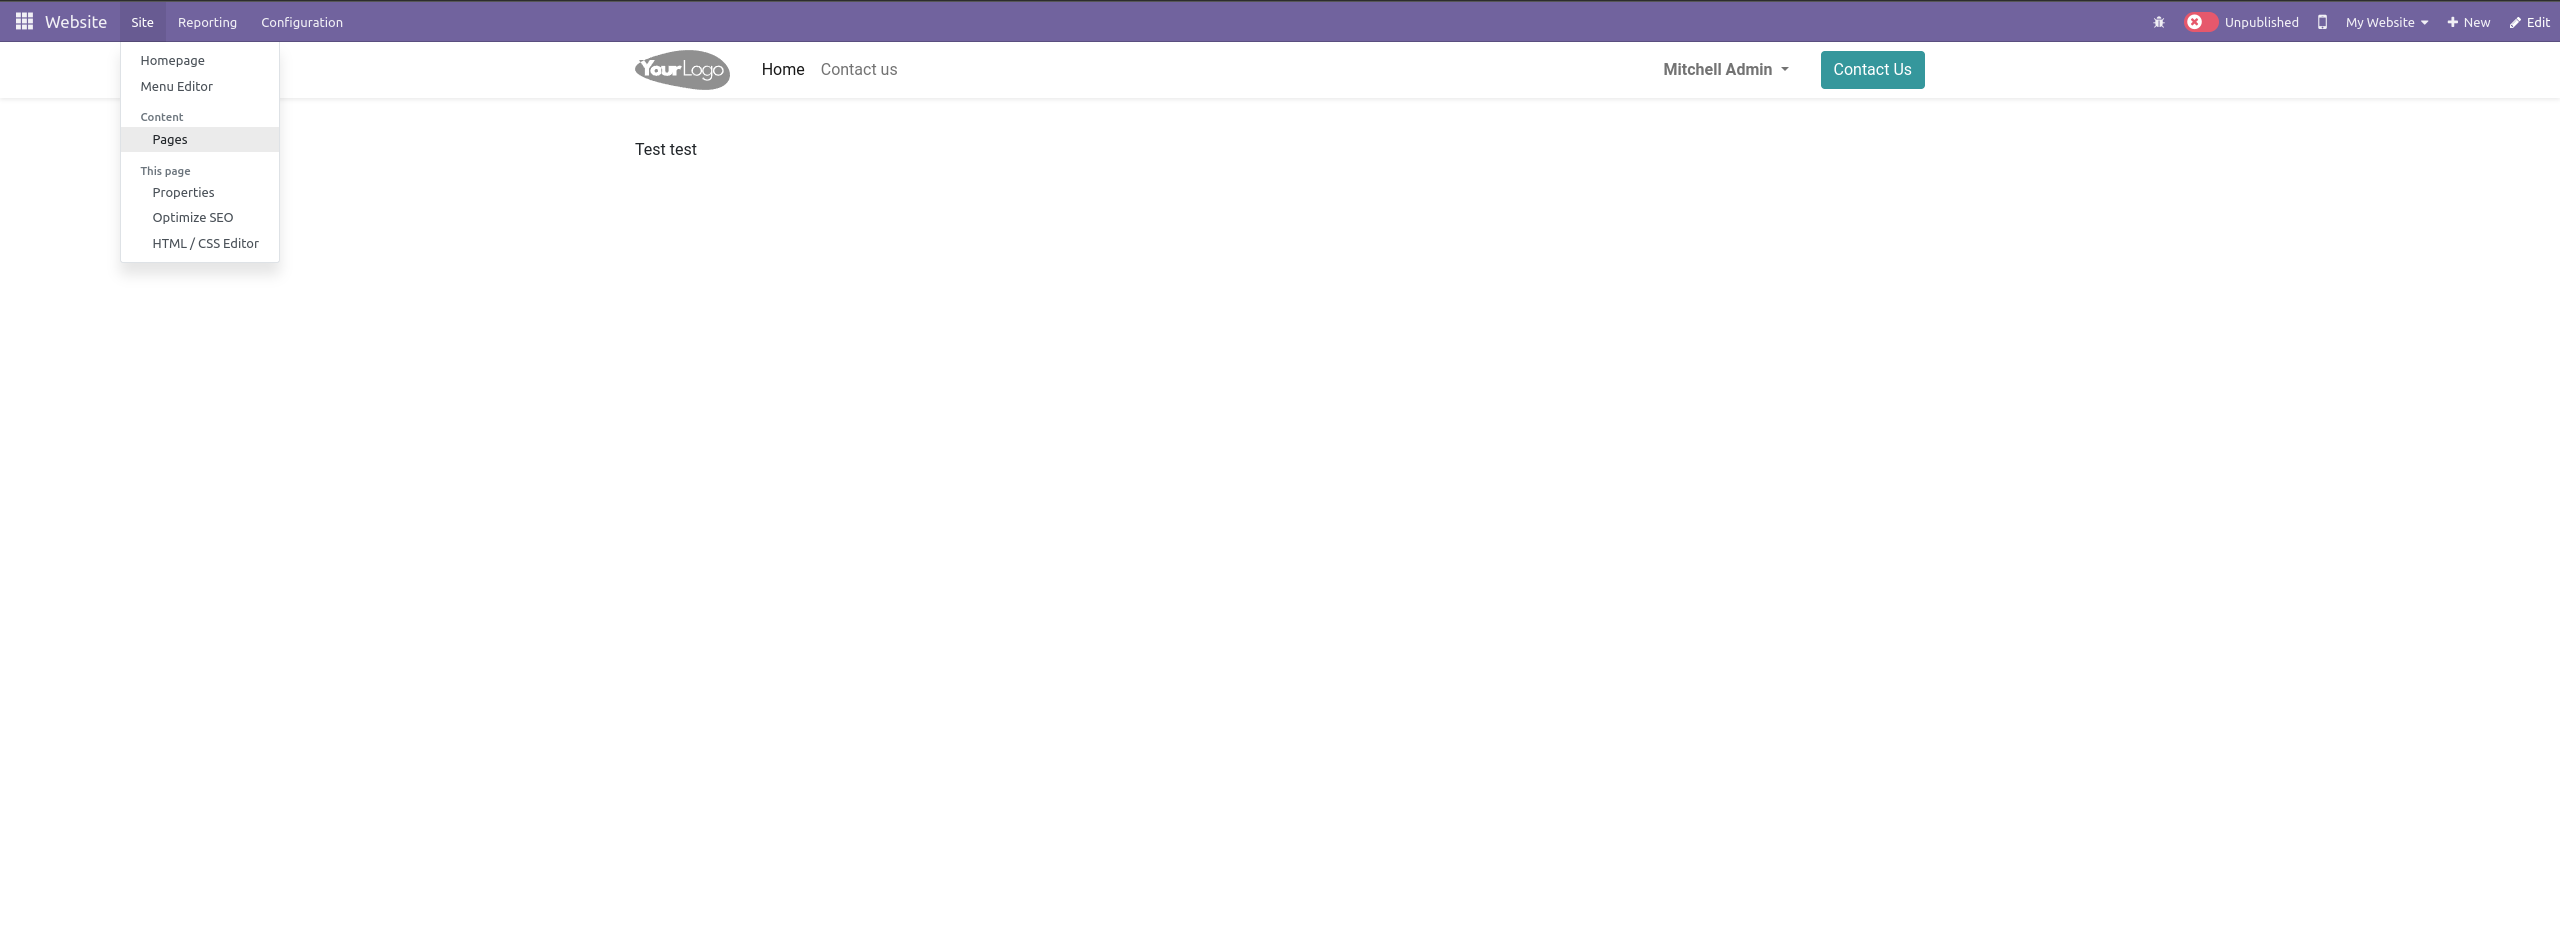 Website Site Reporting Configuration Unpublished My Website New Edit
YourLogo Home Contact us Mitchell Admin Contact Us
Homepage
Menu Editor
Content
Pages
This page
Properties
Optimize SEO
HTML / CSS Editor
Test test